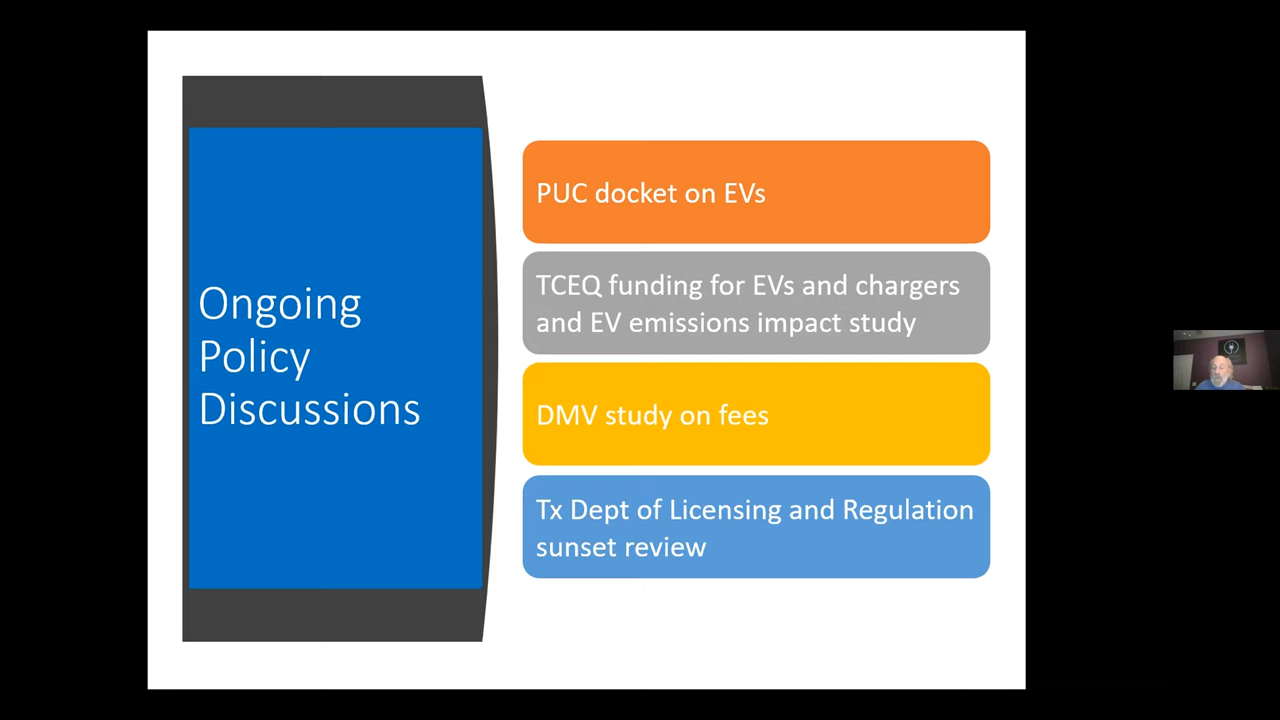 Ongoing
Policy
Discussions
PUC docket on EVs
TCEQ funding for EVs and chargers
and EV emissions impact study
DMV study on fees
Tx Dept of Licensing and Regulation
sunset review